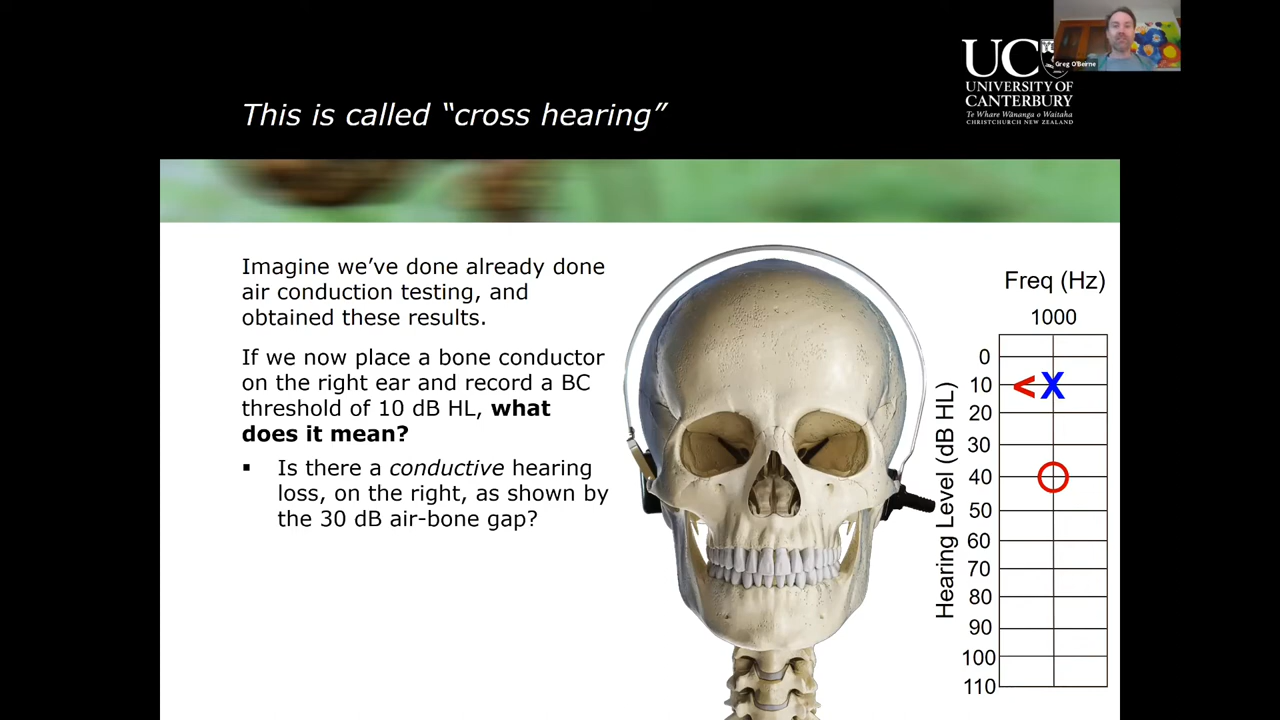 Greg O'Beirne
UC
UNIVERSITY OF
CANTERBURY
Te Whare Wānanga o Waitaha
CHRISTCHURCH NEW ZEALAND
This is called “cross hearing”
Imagine we’ve done already done
air conduction testing, and
obtained these results.
If we now place a bone conductor
on the right ear and record a BC
threshold of 10 dB HL, what
does it mean?
▪ Is there a conductive hearing
loss, on the right, as shown by
the 30 dB air-bone gap?
Freq (Hz)
1000
Hearing Level (dB HL)
0
10
< X
20
30
40
50
60
70
80
90
100
110